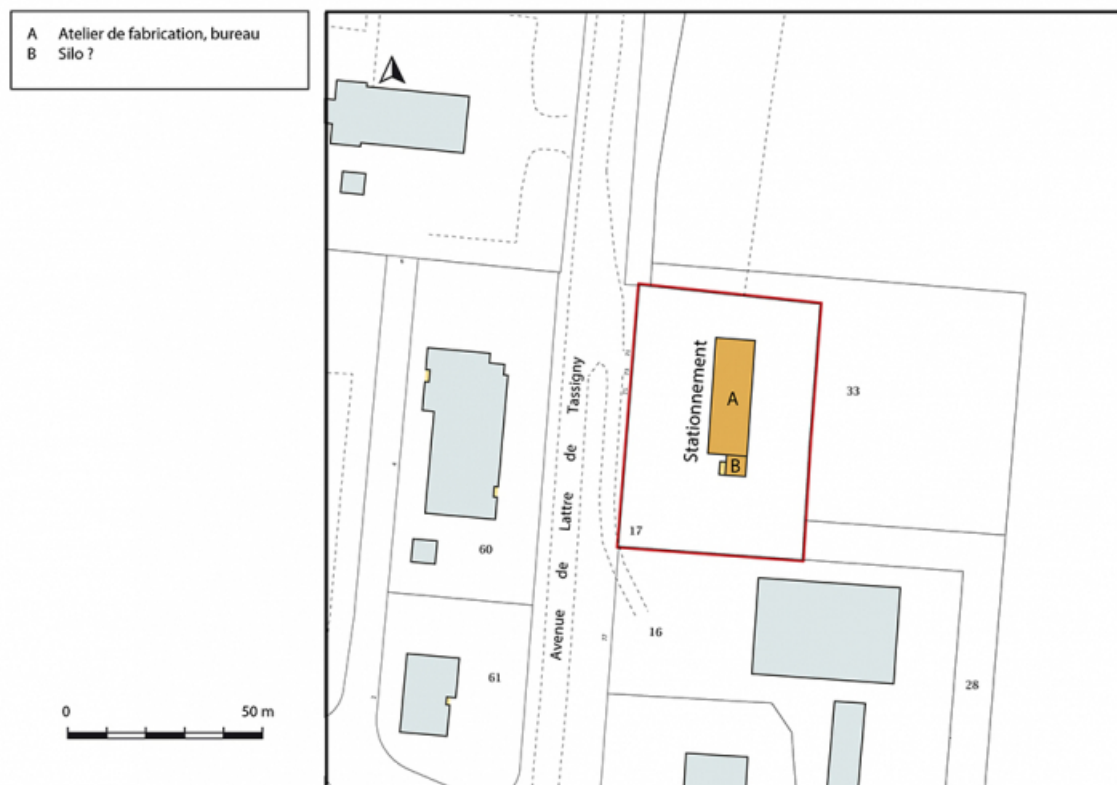 A Atelier de fabrication, bureau
B Silo ?
0 50 m
Avenue de Lattre de Tassigny
Stationnement
A
B
17
33
60
16
61
28